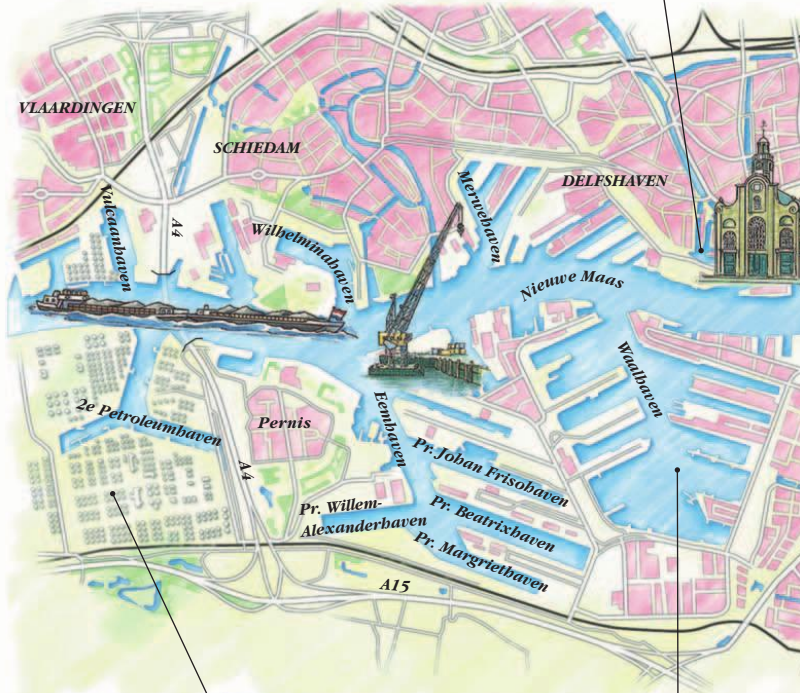 VLAARDINGEN
SCHIEDAM
DELFSHAVEN
Vulcaanhaven
A4
Wilhelminahaven
Merwehaven
Nieuwe Maas
Waalhaven
2e Petroleumhaven
Pernis
A4
Eemhaven
Pr. Johan Frisohaven
Pr. Willem-
Alexanderhaven
Pr. Beatrixhaven
Pr. Margriethaven
A15